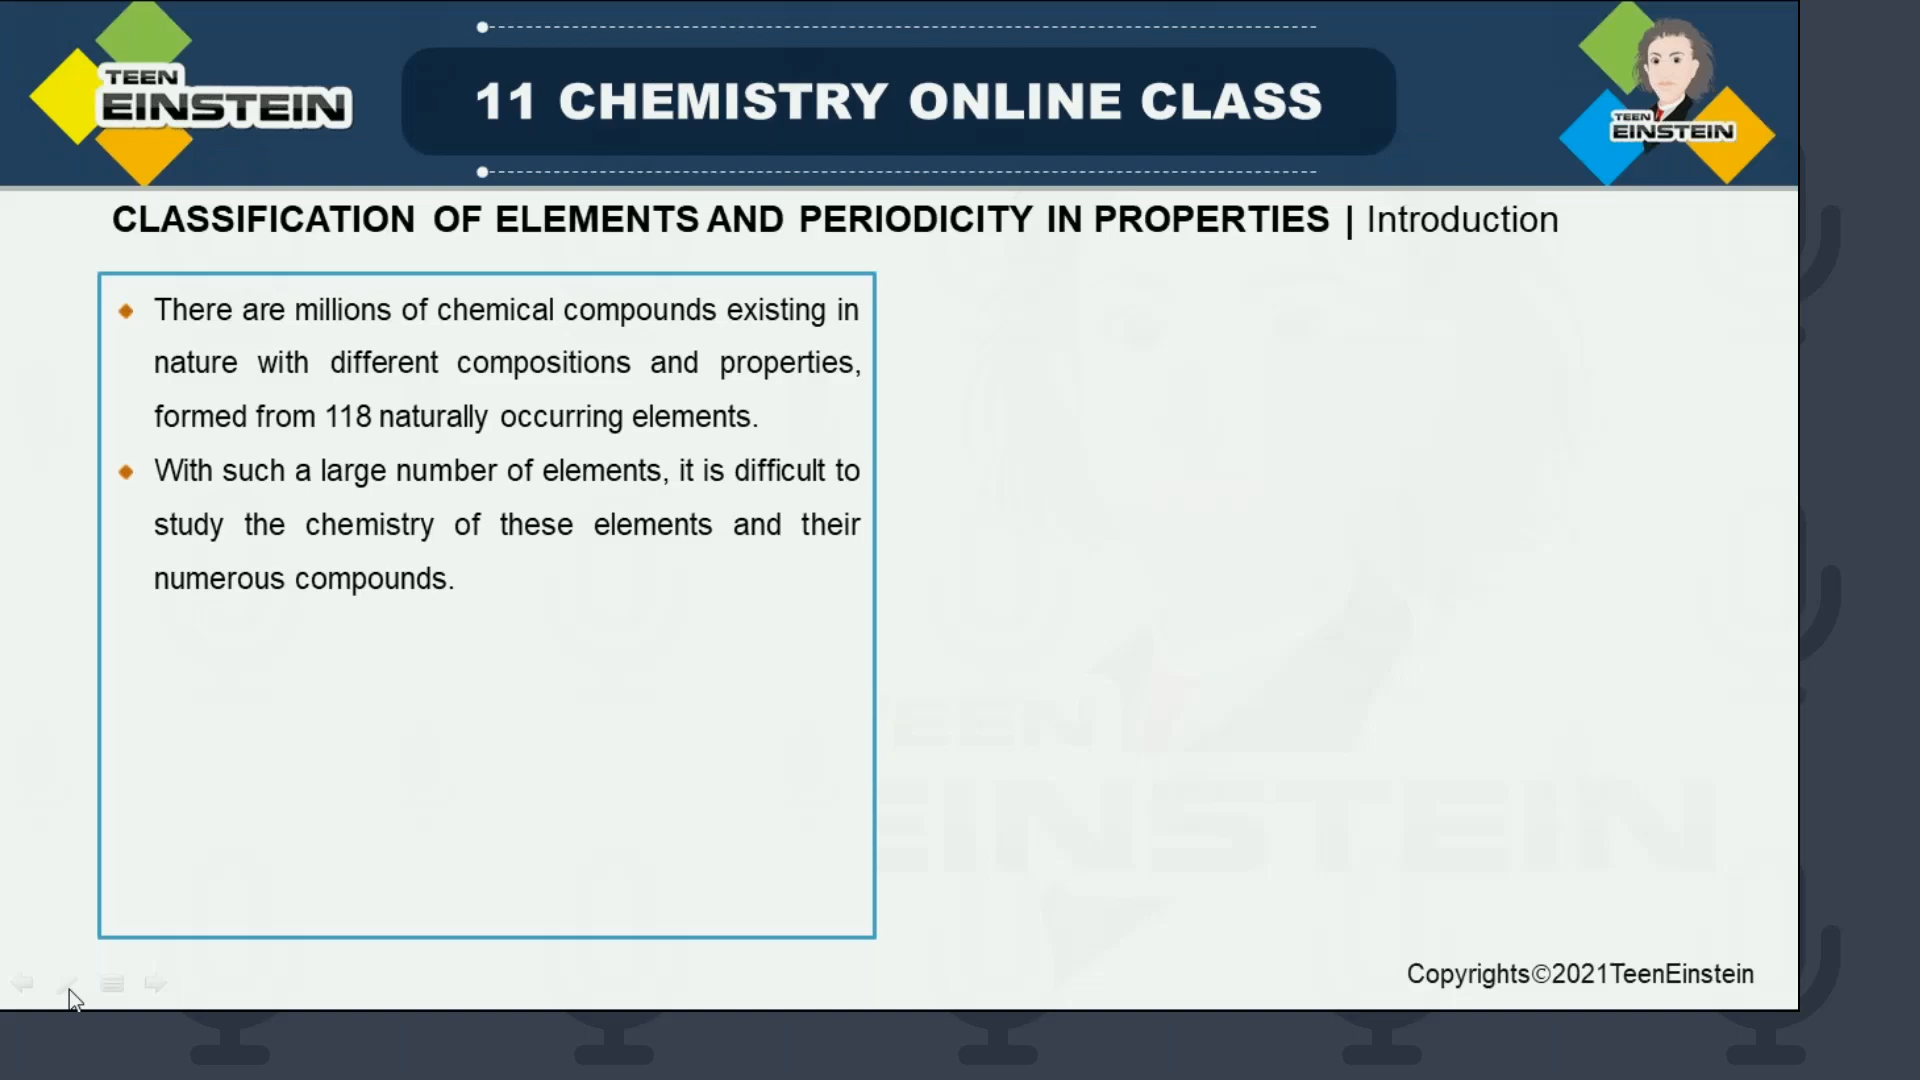 TEEN
EINSTEIN
11 CHEMISTRY ONLINE CLASS
TEEN
EINSTEIN
CLASSIFICATION OF ELEMENTS AND PERIODICITY IN PROPERTIES | Introduction
There are millions of chemical compounds existing in
nature with different compositions and properties,
formed from 118 naturally occurring elements.
With such a large number of elements, it is difficult to
study the chemistry of these elements and their
numerous compounds.
TEEN
EINSTEIN
Copyrights©2021TeenEinstein